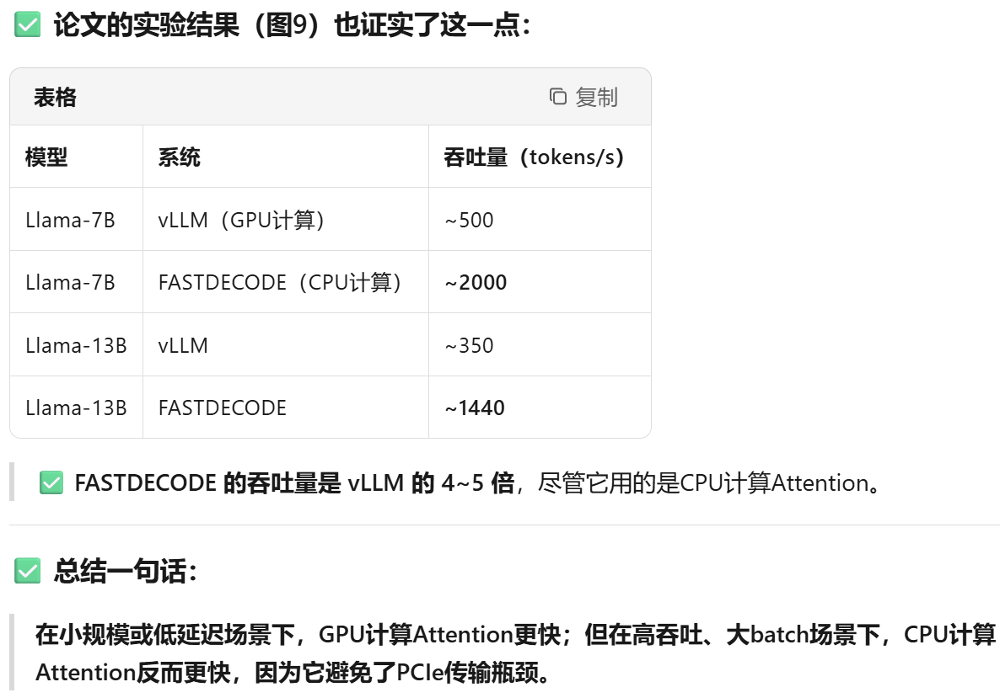 ✅ 论文的实验结果（图9）也证实了这一点：
表格 复制
模型 系统 吞吐量（tokens/s）
Llama-7B vLLM（GPU计算） ~500
Llama-7B FASTDECODE（CPU计算） ~2000
Llama-13B vLLM ~350
Llama-13B FASTDECODE ~1440
✅ FASTDECODE 的吞吐量是 vLLM 的 4~5 倍，尽管它用的是CPU计算Attention。
✅ 总结一句话：
在小规模或低延迟场景下，GPU计算Attention更快；但在高吞吐、大batch场景下，CPU计算
Attention反而更快，因为它避免了PCIe传输瓶颈。